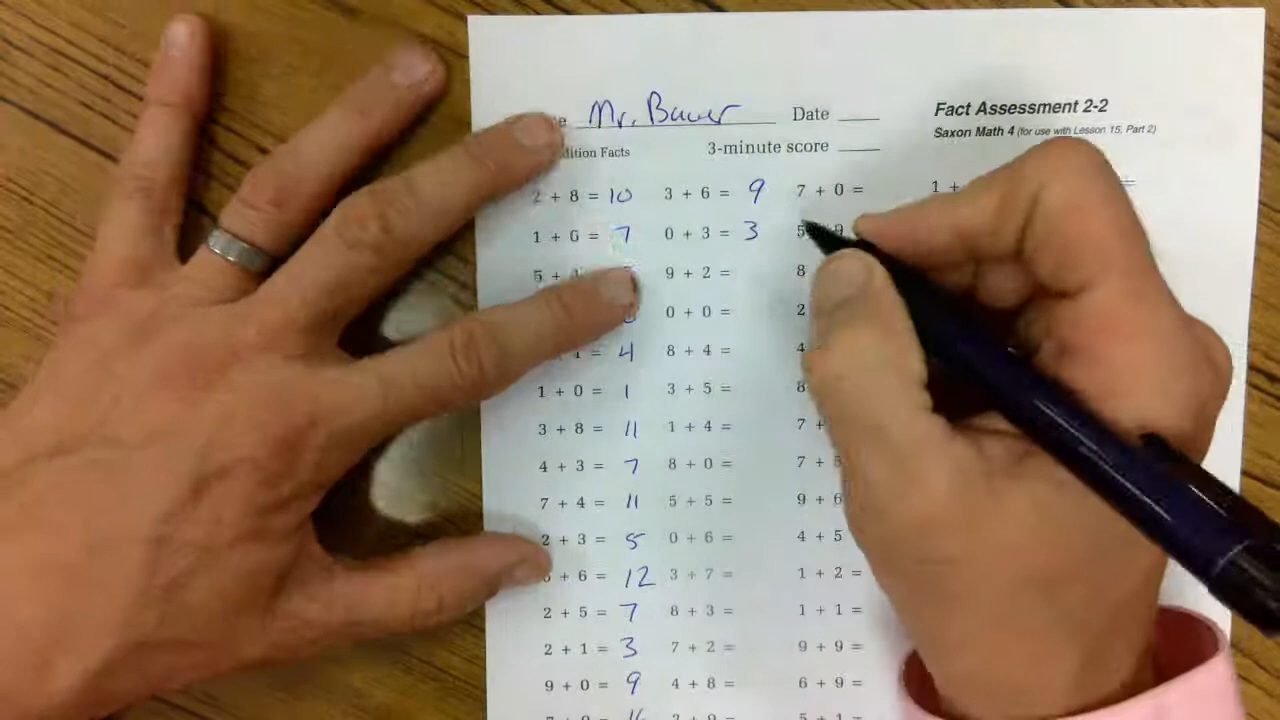 Mr. Bauer Date
Fact Assessment 2-2
Saxon Math 4 (for use with Lesson 15, Part 2)
Facts 3-minute score
2 + 8 = 10 3 + 6 = 9 7 + 0 = 1 +
= 7 0 + 3 = 3 5
5 + 9 + 2 = 8
0 + 0 = 2
= 4 8 + 4 = 4
1 + 0 = 1 3 + 5 = 8
3 + 8 = 11 1 + 4 = 7 +
4 + 3 = 7 8 + 0 = 7 + 5
7 + 4 = 11 5 + 5 = 9 + 6
2 + 3 = 5 0 + 6 = 4 + 5
+ 6 = 12 3 + 7 = 1 + 2 =
2 + 5 = 7 8 + 3 = 1 + 1 =
2 + 1 = 3 7 + 2 = 9 + 9 =
9 + 0 = 9 4 + 8 = 6 + 9 =